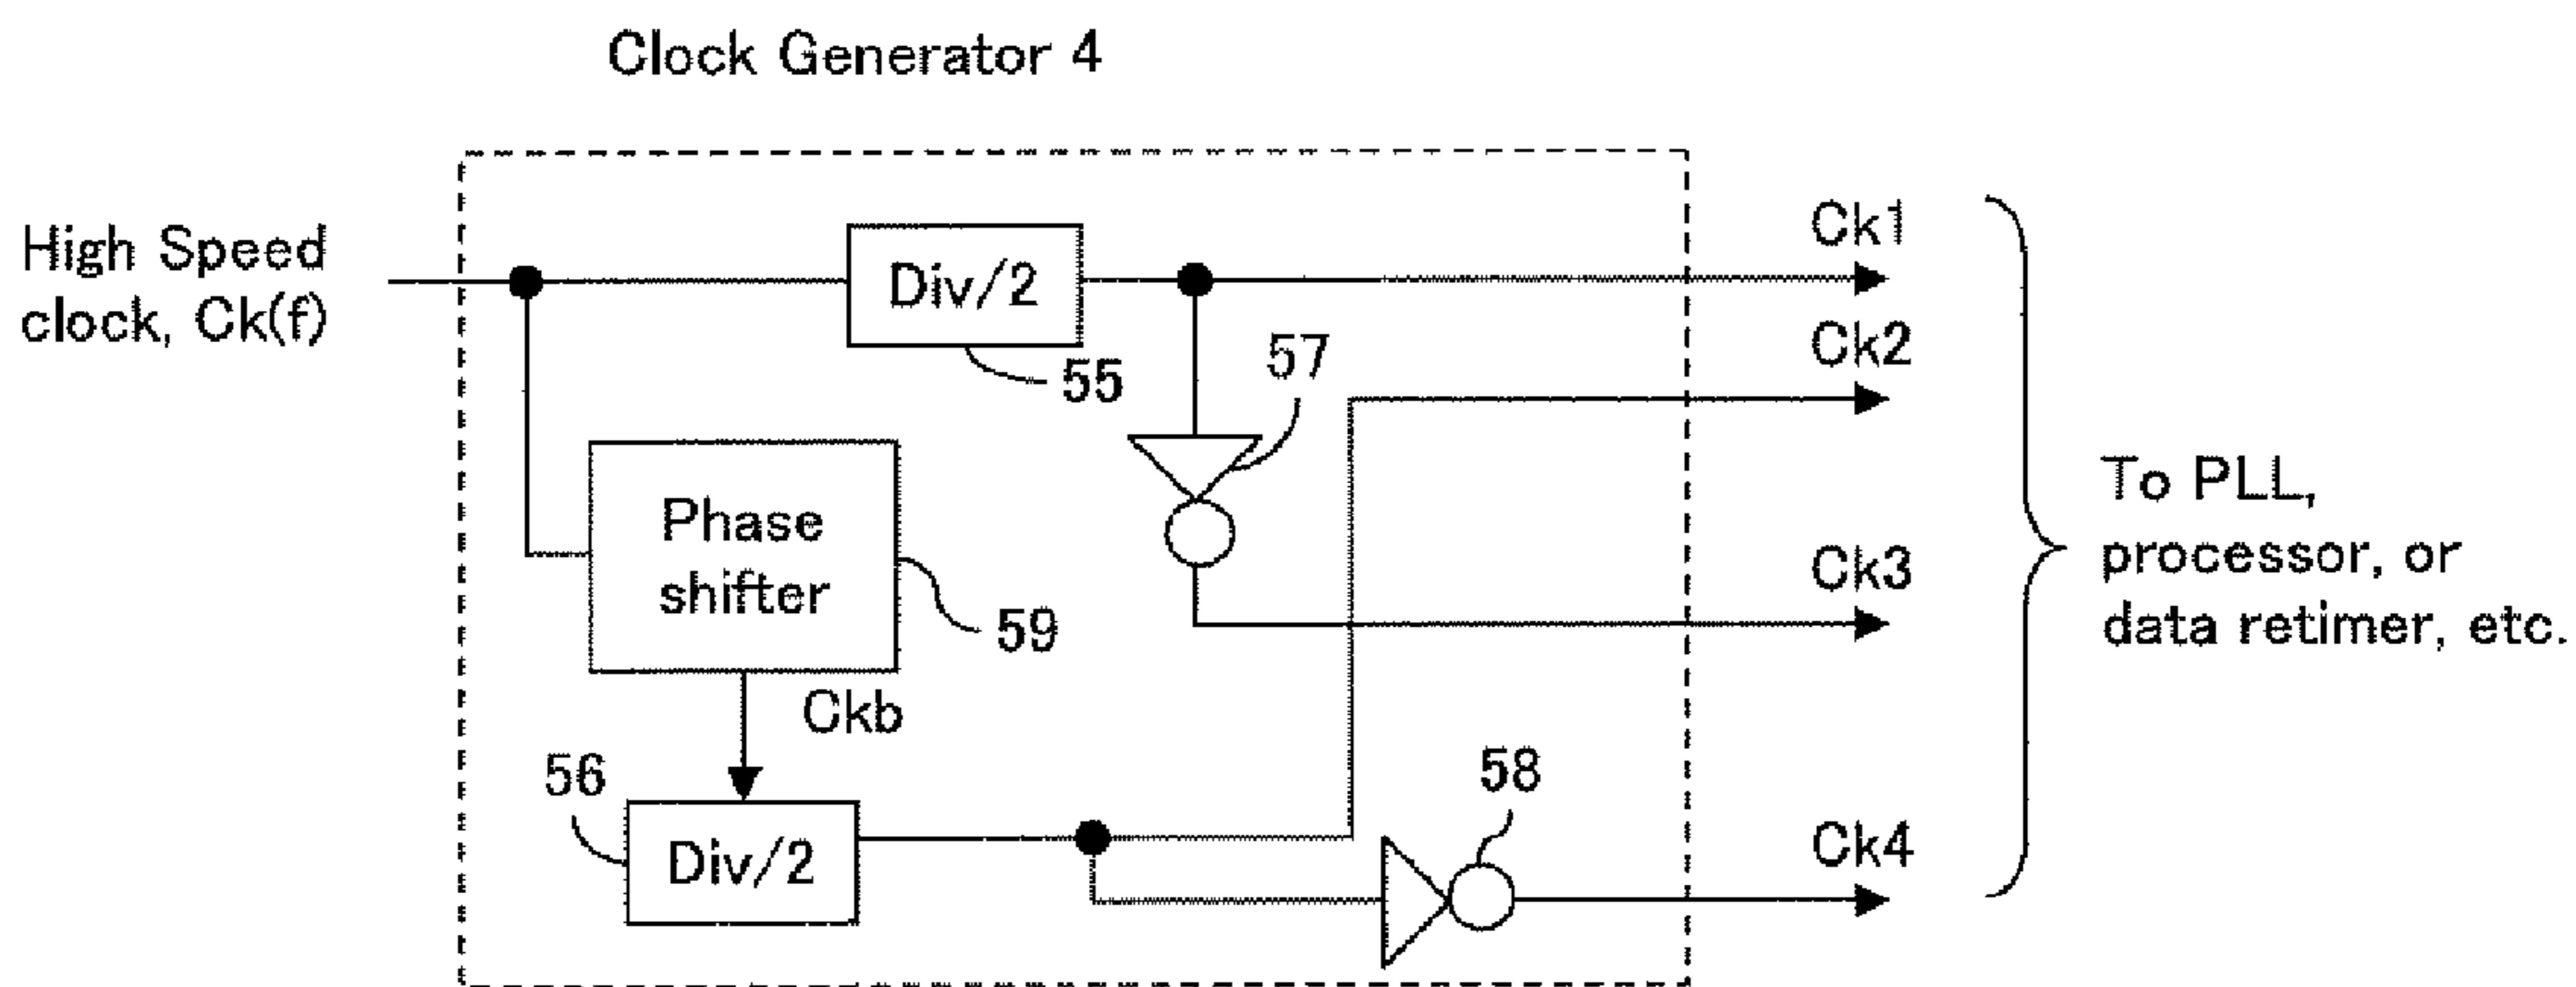 Clock Generator 4
High Speed
clock, Ck(f)
Div/2
55
57
Phase
shifter
59
Ckb
56
Div/2
58
Ck1
Ck2
Ck3
Ck4
To PLL,
processor, or
data retimer, etc.